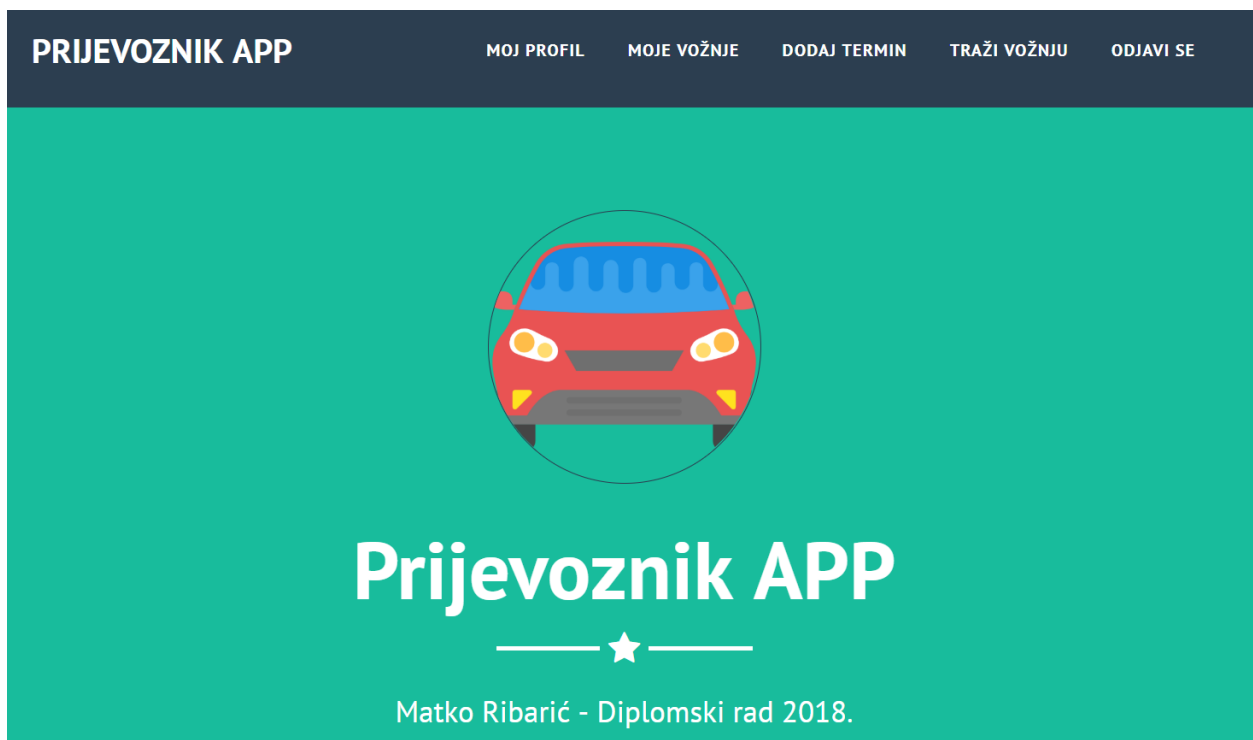 PRIJEVOZNIK APP MOJ PROFIL MOJE VOŽNJE DODAJ TERMIN TRAŽI VOŽNJU ODJAVI SE
Prijevoznik APP
Matko Ribarić - Diplomski rad 2018.